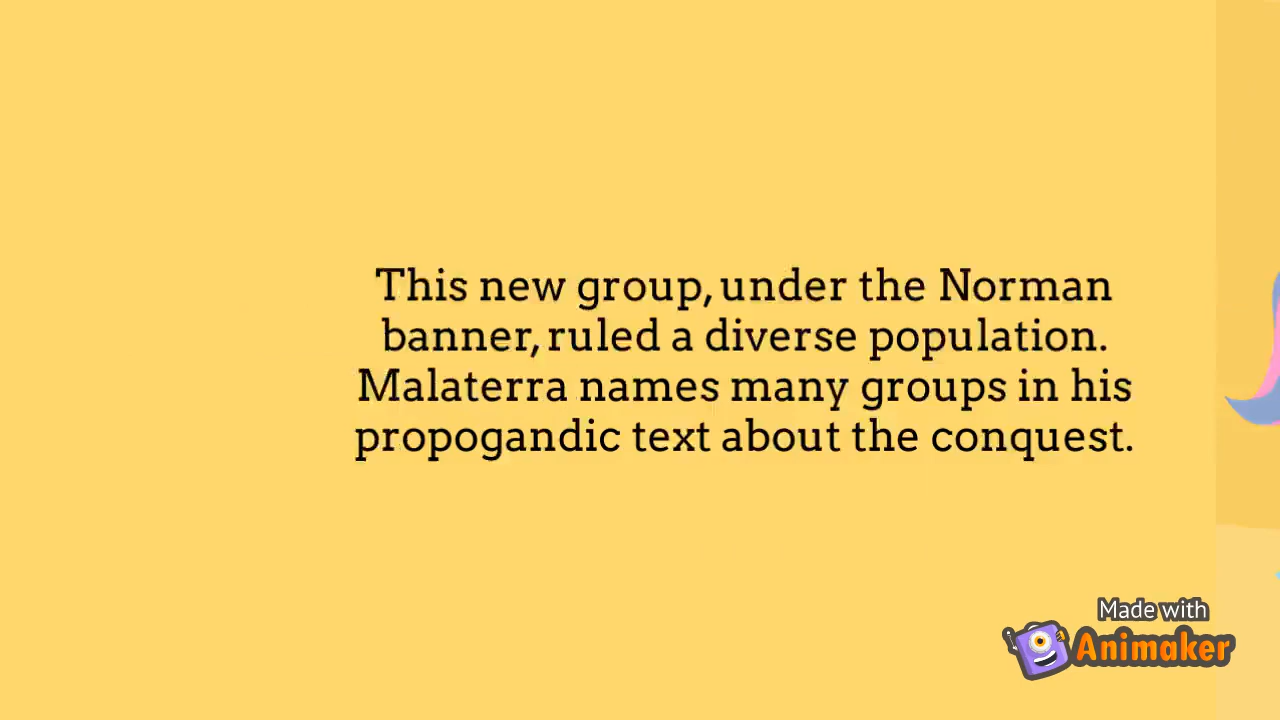 This new group, under the Norman
banner, ruled a diverse population.
Malaterra names many groups in his
propogandic text about the conquest.
Made with
Animaker